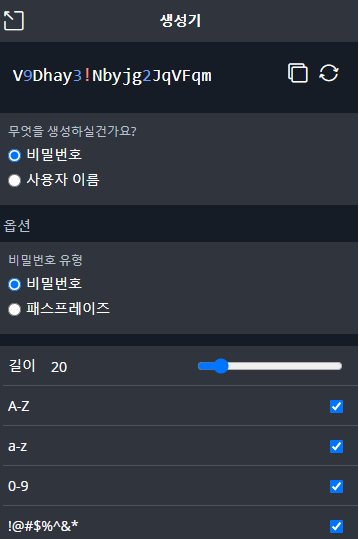 생성기
V9Dhay3!Nbyjg2JqVFqm
무엇을 생성하실건가요?
비밀번호
사용자 이름
옵션
비밀번호 유형
비밀번호
패스프레이즈
길이 20
A-Z
a-z
0-9
!@#$%^&*